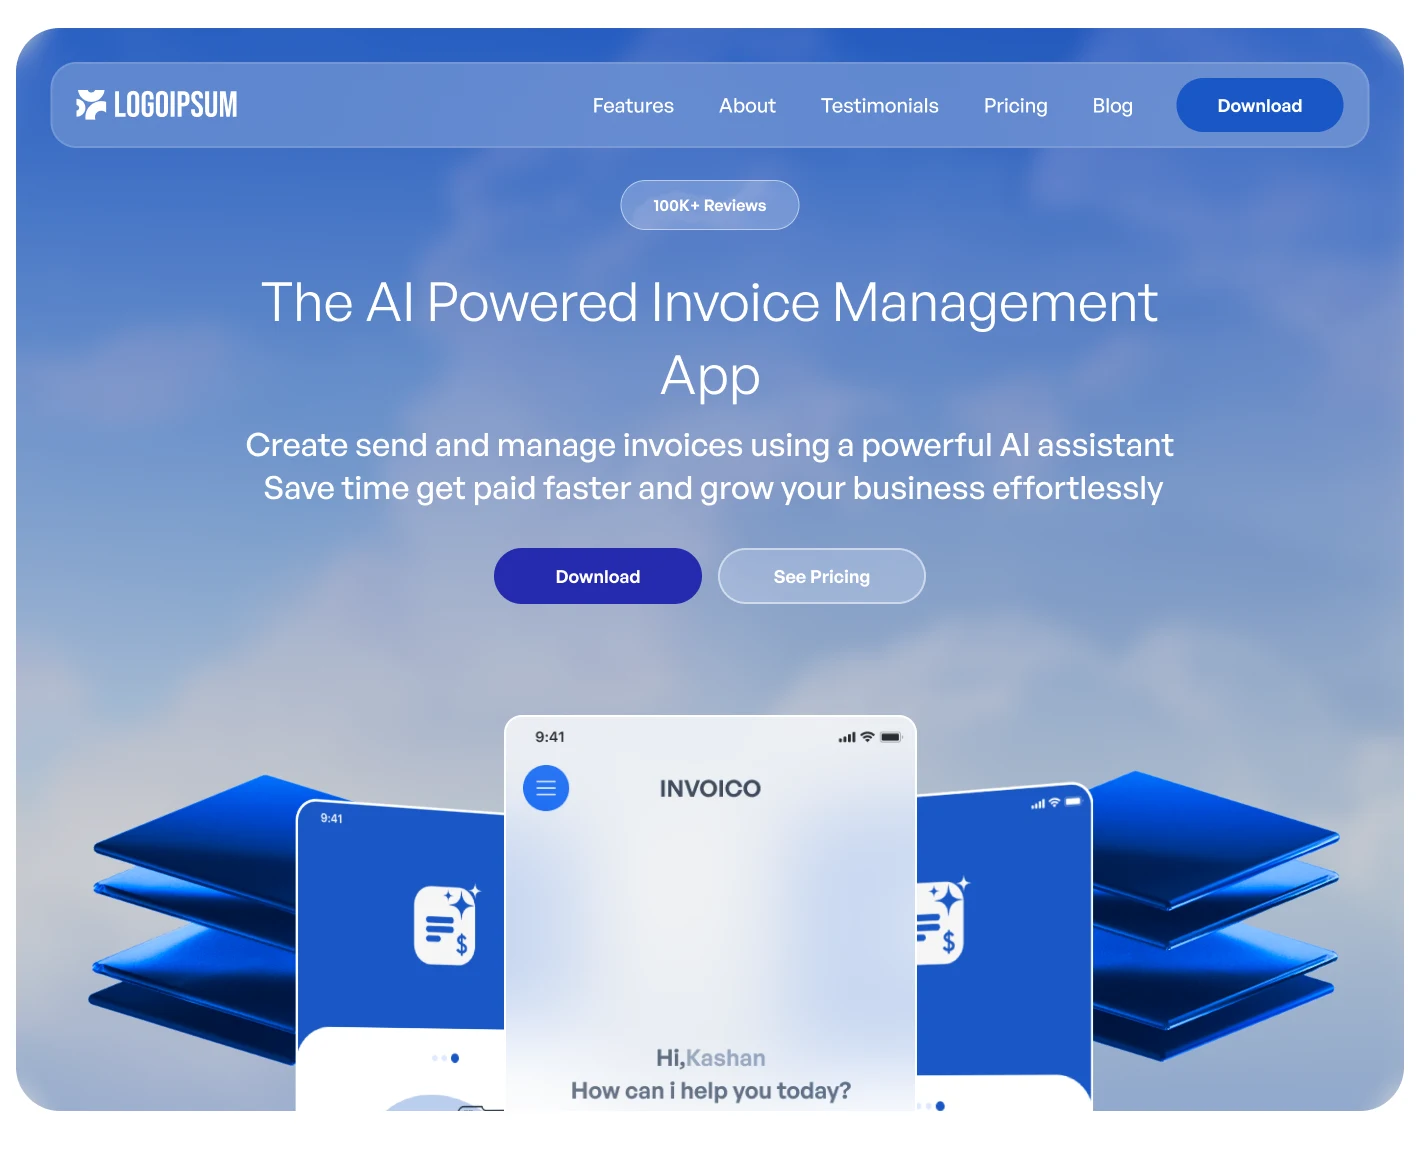 LOGOIPSUM
Features About Testimonials Pricing Blog Download
100K+ Reviews
The AI Powered Invoice Management
App
Create send and manage invoices using a powerful AI assistant
Save time get paid faster and grow your business effortlessly
Download See Pricing
9:41
INVOICO
9:41
$
$
Hi,Kashan
How can i help you today?